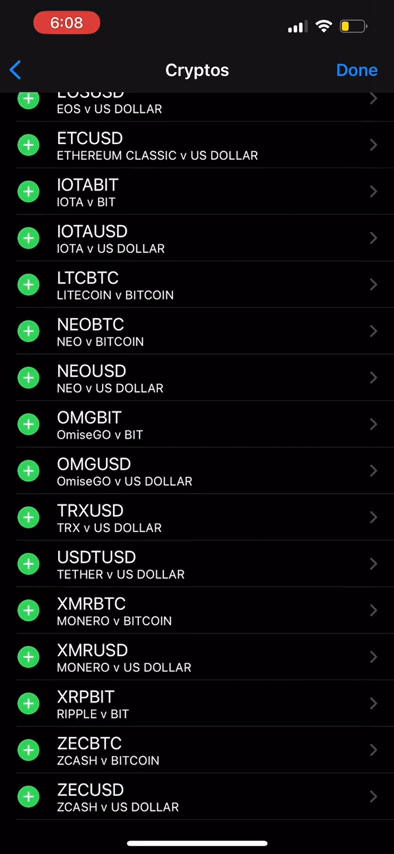 6:08
Cryptos
Done
EOSUSD
EOS v US DOLLAR
ETCUSD
ETHEREUM CLASSIC v US DOLLAR
IOTABIT
IOTA v BIT
IOTAUSD
IOTA v US DOLLAR
LTCBTC
LITECOIN v BITCOIN
NEOBTC
NEO v BITCOIN
NEOUSD
NEO v US DOLLAR
OMGBIT
OmiseGO v BIT
OMGUSD
OmiseGO v US DOLLAR
TRXUSD
TRX v US DOLLAR
USDTUSD
TETHER v US DOLLAR
XMRBTC
MONERO v BITCOIN
XMRUSD
MONERO v US DOLLAR
XRPBIT
RIPPLE v BIT
ZECBTC
ZCASH v BITCOIN
ZECUSD
ZCASH v US DOLLAR